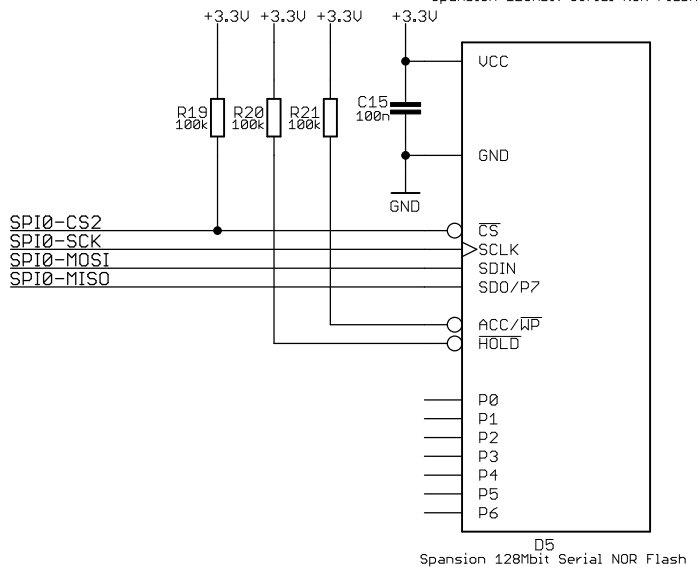 +3.3V +3.3V +3.3V +3.3V
VCC
R19 100k
R20 100k
R21 100k
C15 100n
GND
GND
SPI0-CS2
CS
SPI0-SCK
SCLK
SPI0-MOSI
SDIN
SPI0-MISO
SDO/P7
ACC/WP
HOLD
P0
P1
P2
P3
P4
P5
P6
D5
Spansion 128Mbit Serial NOR Flash